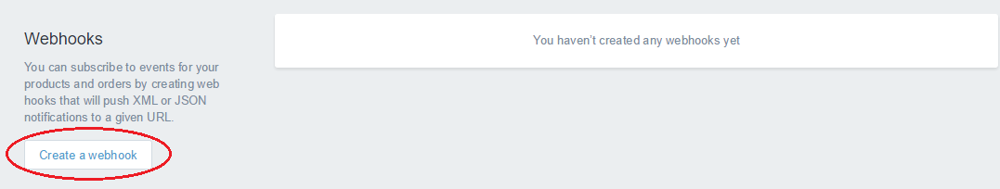 Webhooks
You can subscribe to events for your
products and orders by creating web
hooks that will push XML or JSON
notifications to a given URL.
Create a webhook
You haven't created any webhooks yet